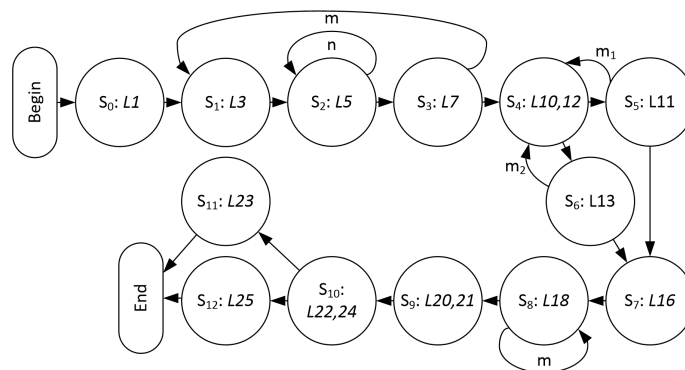 m
n
m₁
Begin
S₀: L1
S₁: L3
S₂: L5
S₃: L7
S₄: L10,12
S₅: L11
m₂
S₆: L13
S₁₁: L23
End
S₁₂: L25
S₁₀:
L22,24
S₉: L20,21
S₈: L18
S₇: L16
m